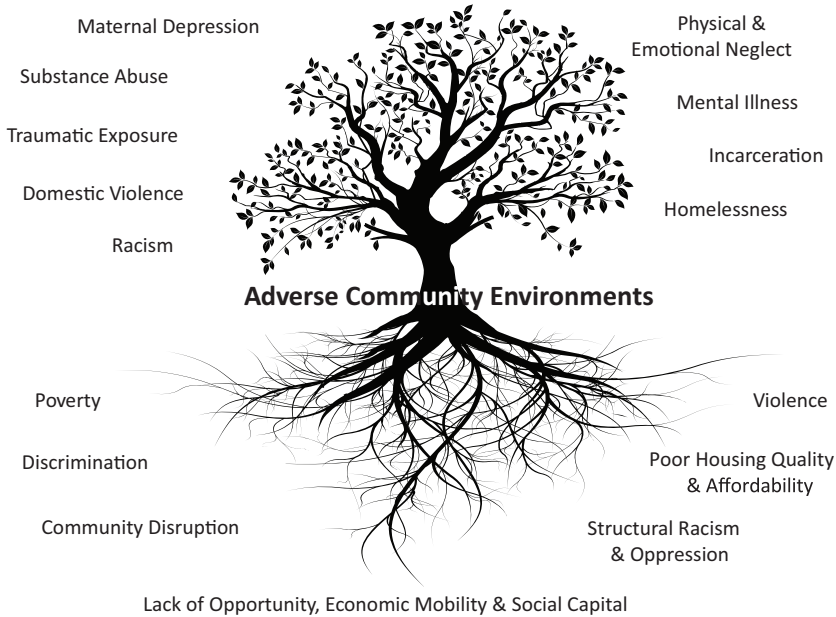 Maternal Depression
Substance Abuse
Traumatic Exposure
Domestic Violence
Racism
Physical &
Emotional Neglect
Mental Illness
Incarceration
Homelessness
Adverse Community Environments
Poverty
Discrimination
Community Disruption
Violence
Poor Housing Quality
& Affordability
Structural Racism
& Oppression
Lack of Opportunity, Economic Mobility & Social Capital